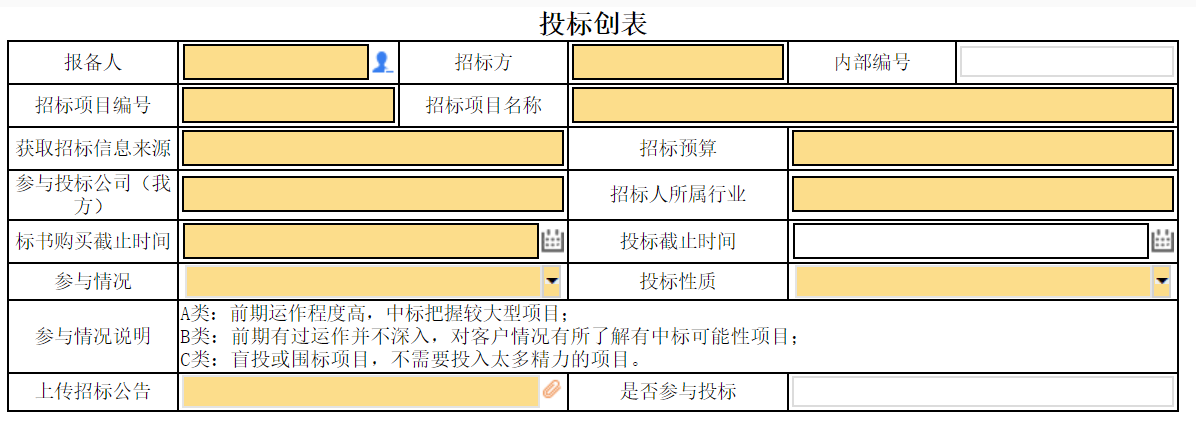 投标创表
报备人 招标方 内部编号
招标项目编号 招标项目名称
获取招标信息来源 招标预算
参与投标公司（我
方） 招标人所属行业
标书购买截止时间 投标截止时间
参与情况 投标性质
参与情况说明
A类：前期运作程度高，中标把握较大型项目；
B类：前期有过运作并不深入，对客户情况有所了解有中标可能性项目；
C类：盲投或围标项目，不需要投入太多精力的项目。
上传招标公告 是否参与投标